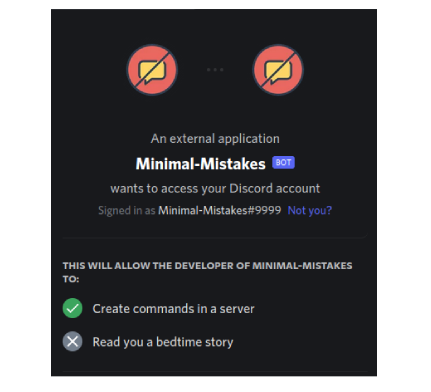 An external application
Minimal-Mistakes BOT
wants to access your Discord account
Signed in as Minimal-Mistakes#9999 Not you?
THIS WILL ALLOW THE DEVELOPER OF MINIMAL-MISTAKES
TO:
Create commands in a server
Read you a bedtime story